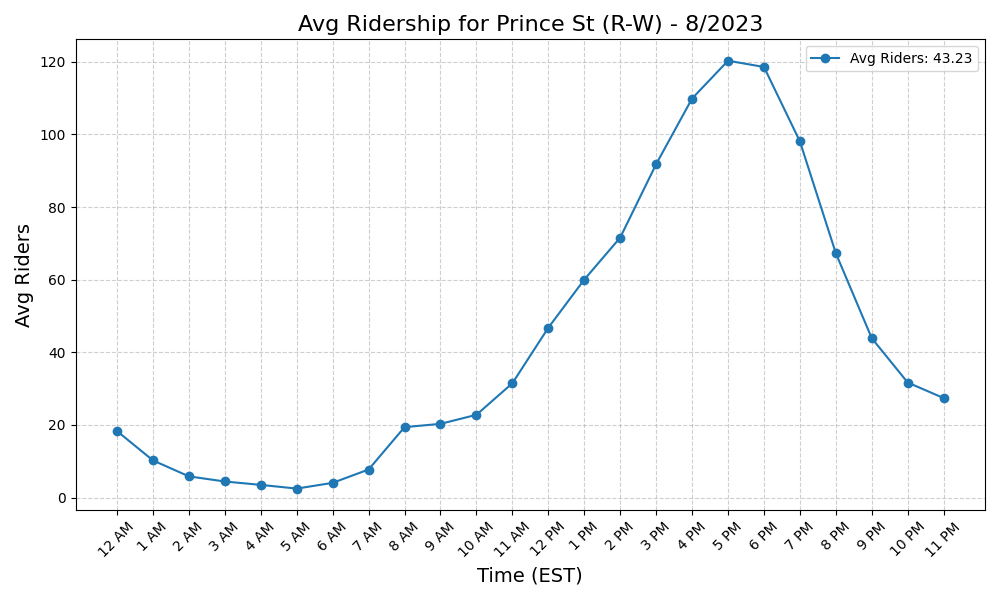 Avg Ridership for Prince St (R-W) - 8/2023
Avg Riders: 43.23
Avg Riders
120
100
80
60
40
20
0
12 AM
1 AM
2 AM
3 AM
4 AM
5 AM
6 AM
7 AM
8 AM
9 AM
10 AM
11 AM
12 PM
1 PM
2 PM
3 PM
4 PM
5 PM
6 PM
7 PM
8 PM
9 PM
10 PM
11 PM
Time (EST)